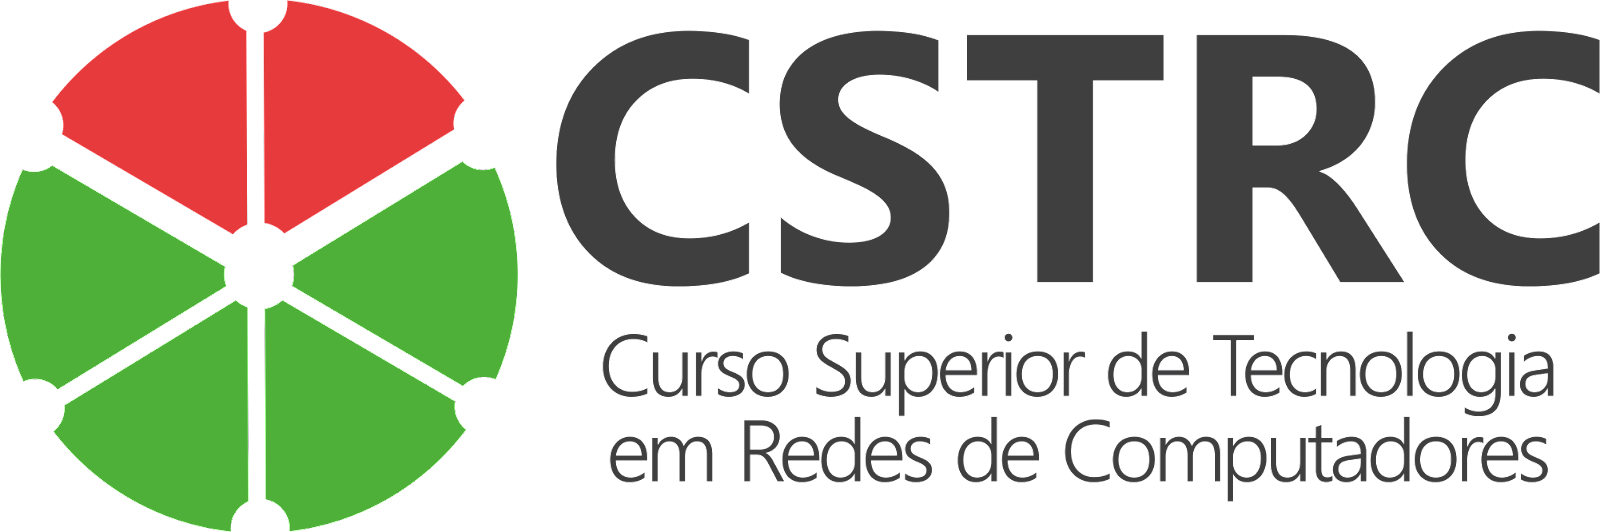 CSTRC
Curso Superior de Tecnologia
em Redes de Computadores